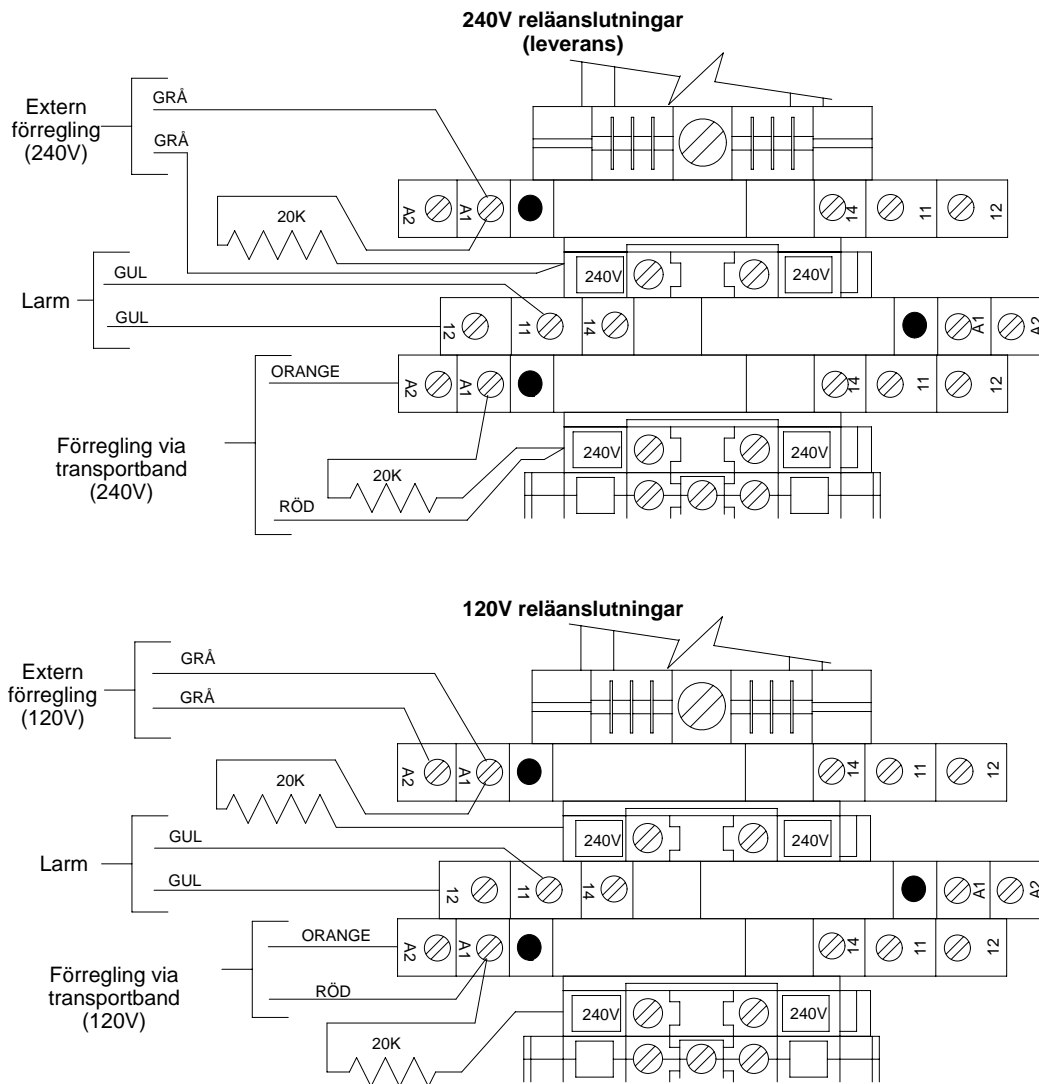 240V reläanslutningar
(leverans)
Extern
förregling
(240V)
GRÅ
GRÅ
20K
A2 A1 14 11 12
240V 240V
Larm
GUL
GUL
12 11 14 A1 A2
ORANGE
A2 A1 14 11 12
Förregling via
transportband
(240V)
240V 240V
20K
RÖD
120V reläanslutningar
Extern
förregling
(120V)
GRÅ
GRÅ
A2 A1 14 11 12
20K
240V 240V
Larm
GUL
GUL
12 11 14 A1 A2
ORANGE
A2 A1 14 11 12
Förregling via
transportband
(120V)
RÖD
240V 240V
20K